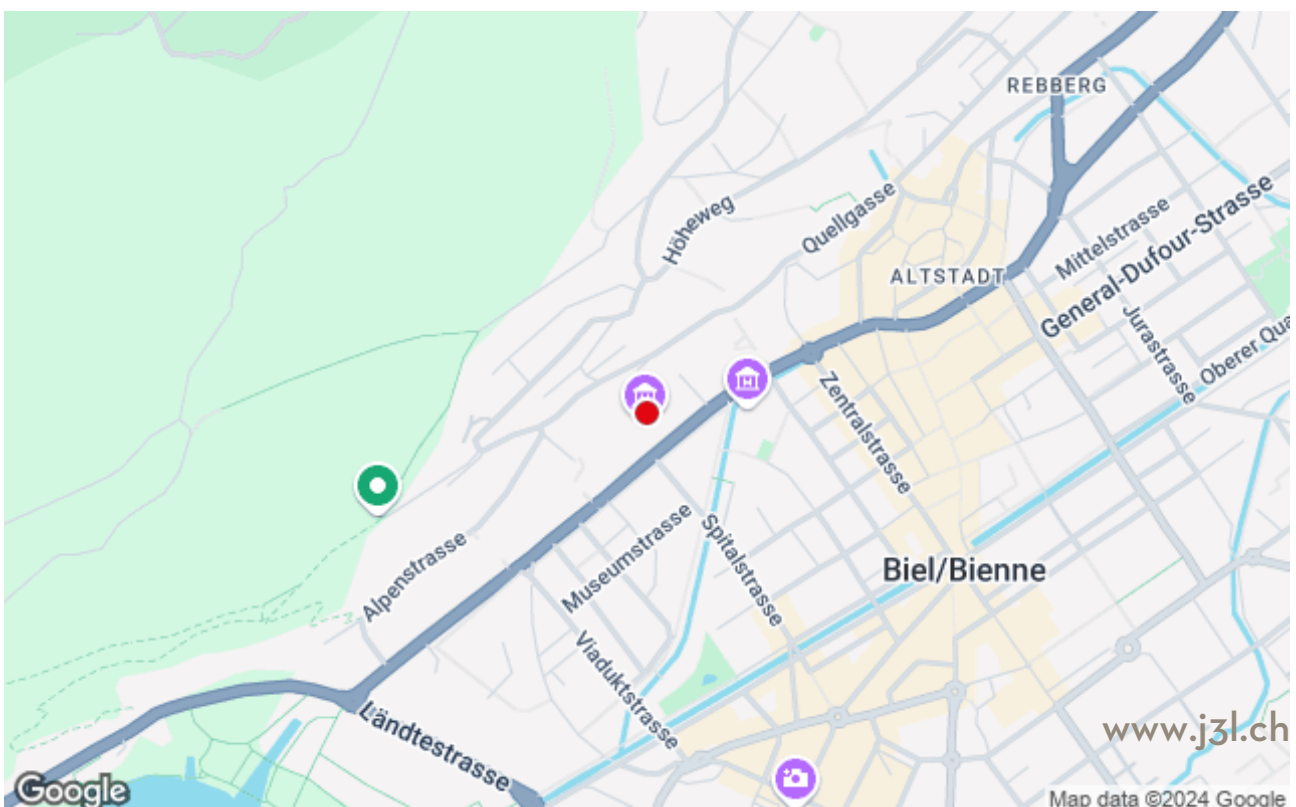 REBBERG
Höheweg
Quellgasse
Mittelstrasse
General-Dufour-Strasse
ALTSTADT
Jurastrasse
Oberer Qua
Zentralstrasse
Museumstrasse
Spitalstrasse
Alpenstrasse
Biel/Bienne
Viaduktstrasse
Ländtestrasse
www.j3l.ch
Google
Map data ©2024 Google